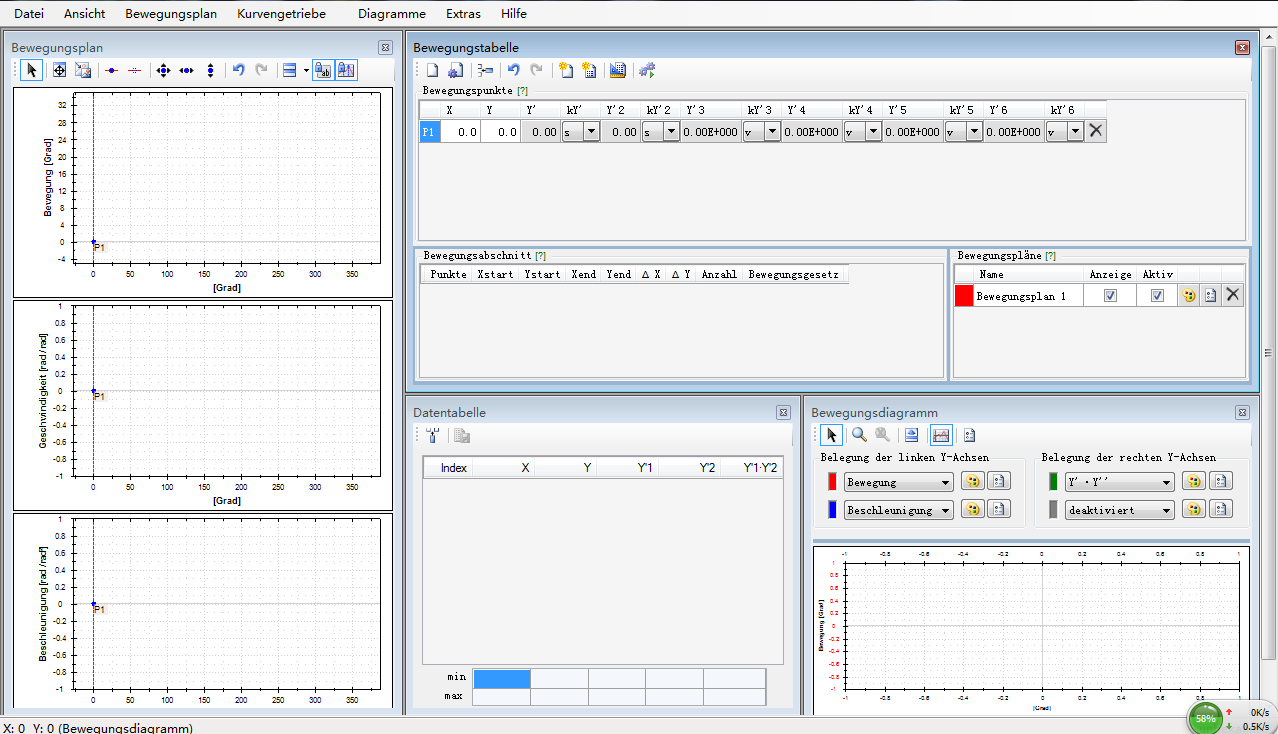 Datei Ansicht Bewegungsplan Kurvengetriebe Diagramme Extras Hilfe
Bewegungsplan
32
28
24
20
16
12
8
4
0
-4
Bewegung [Grad]
P1
0 50 100 150 200 250 300 350
[Grad]
1
0.8
0.6
0.4
0.2
0
-0.2
-0.4
-0.6
-0.8
-1
Geschwindigkeit [rad/rad]
P1
0 50 100 150 200 250 300 350
[Grad]
1
0.8
0.6
0.4
0.2
0
-0.2
-0.4
-0.6
-0.8
-1
Beschleunigung [rad/rad²]
P1
0 50 100 150 200 250 300 350
Bewegungstabelle
Bewegungspunkte [?]
X Y Y' kY' Y'2 kY'2 Y'3 kY'3 Y'4 kY'4 Y'5 kY'5 Y'6 kY'6
P1 0.0 0.0 0.00 s 0.00 s 0.00E+000 v 0.00E+000 v 0.00E+000 v 0.00E+000 v
Bewegungsabschnitt [?]
Punkte Xstart Ystart Xend Yend Δ X Δ Y Anzahl Bewegungsgesetz
Bewegungspläne [?]
Name Anzeige Aktiv
Bewegungsplan 1
Datentabelle
Index X Y Y'1 Y'2 Y'1·Y'2
min
max
Bewegungsdiagramm
Belegung der linken Y-Achsen
Bewegung
Beschleunigung
Belegung der rechten Y-Achsen
Y' · Y''
deaktiviert
-1 -0.8 -0.6 -0.4 -0.2 0 0.2 0.4 0.6 0.8 1
1
0.8
0.6
0.4
0.2
0
-0.2
-0.4
-0.6
-0.8
-1
Bewegung [Grad]
-1 -0.8 -0.6 -0.4 -0.2 0 0.2 0.4 0.6 0.8 1
[Grad]
X: 0 Y: 0 (Bewegungsdiagramm)
58%
0K/s
0.5K/s